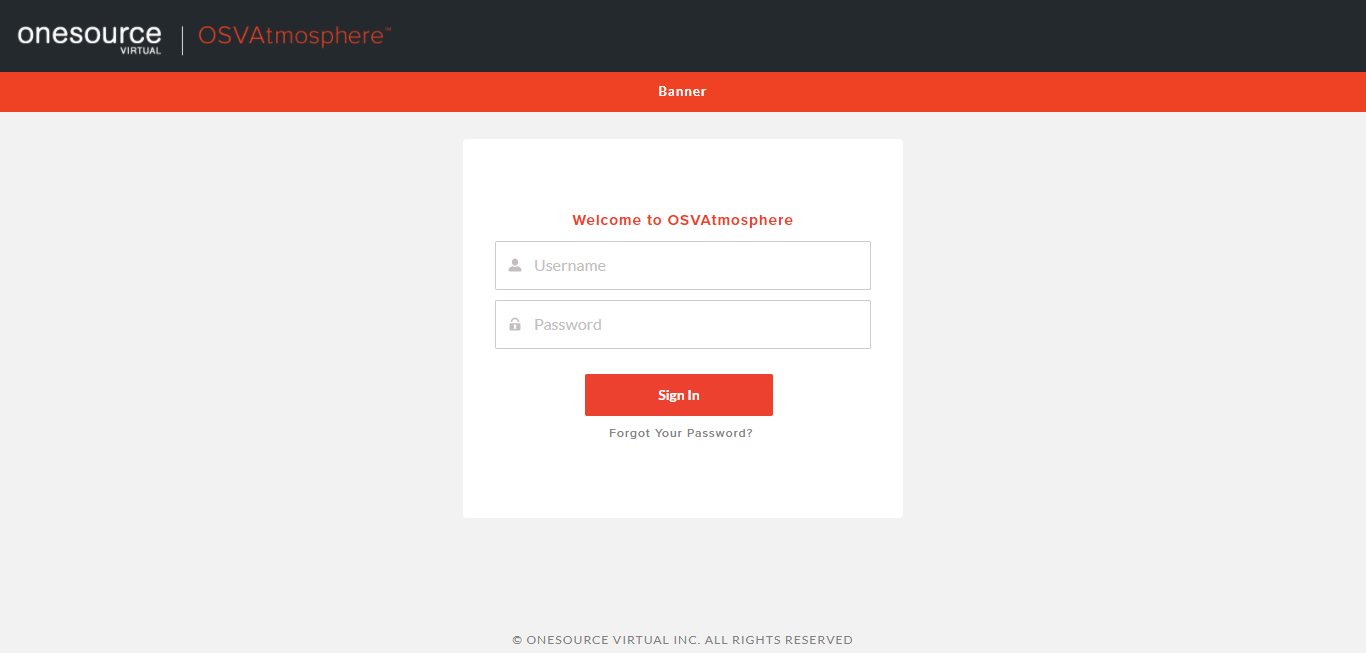 onesource VIRTUAL | OSVAtmosphere™
Banner
Welcome to OSVAtmosphere
Username
Password
Sign In
Forgot Your Password?
© ONESOURCE VIRTUAL INC. ALL RIGHTS RESERVED